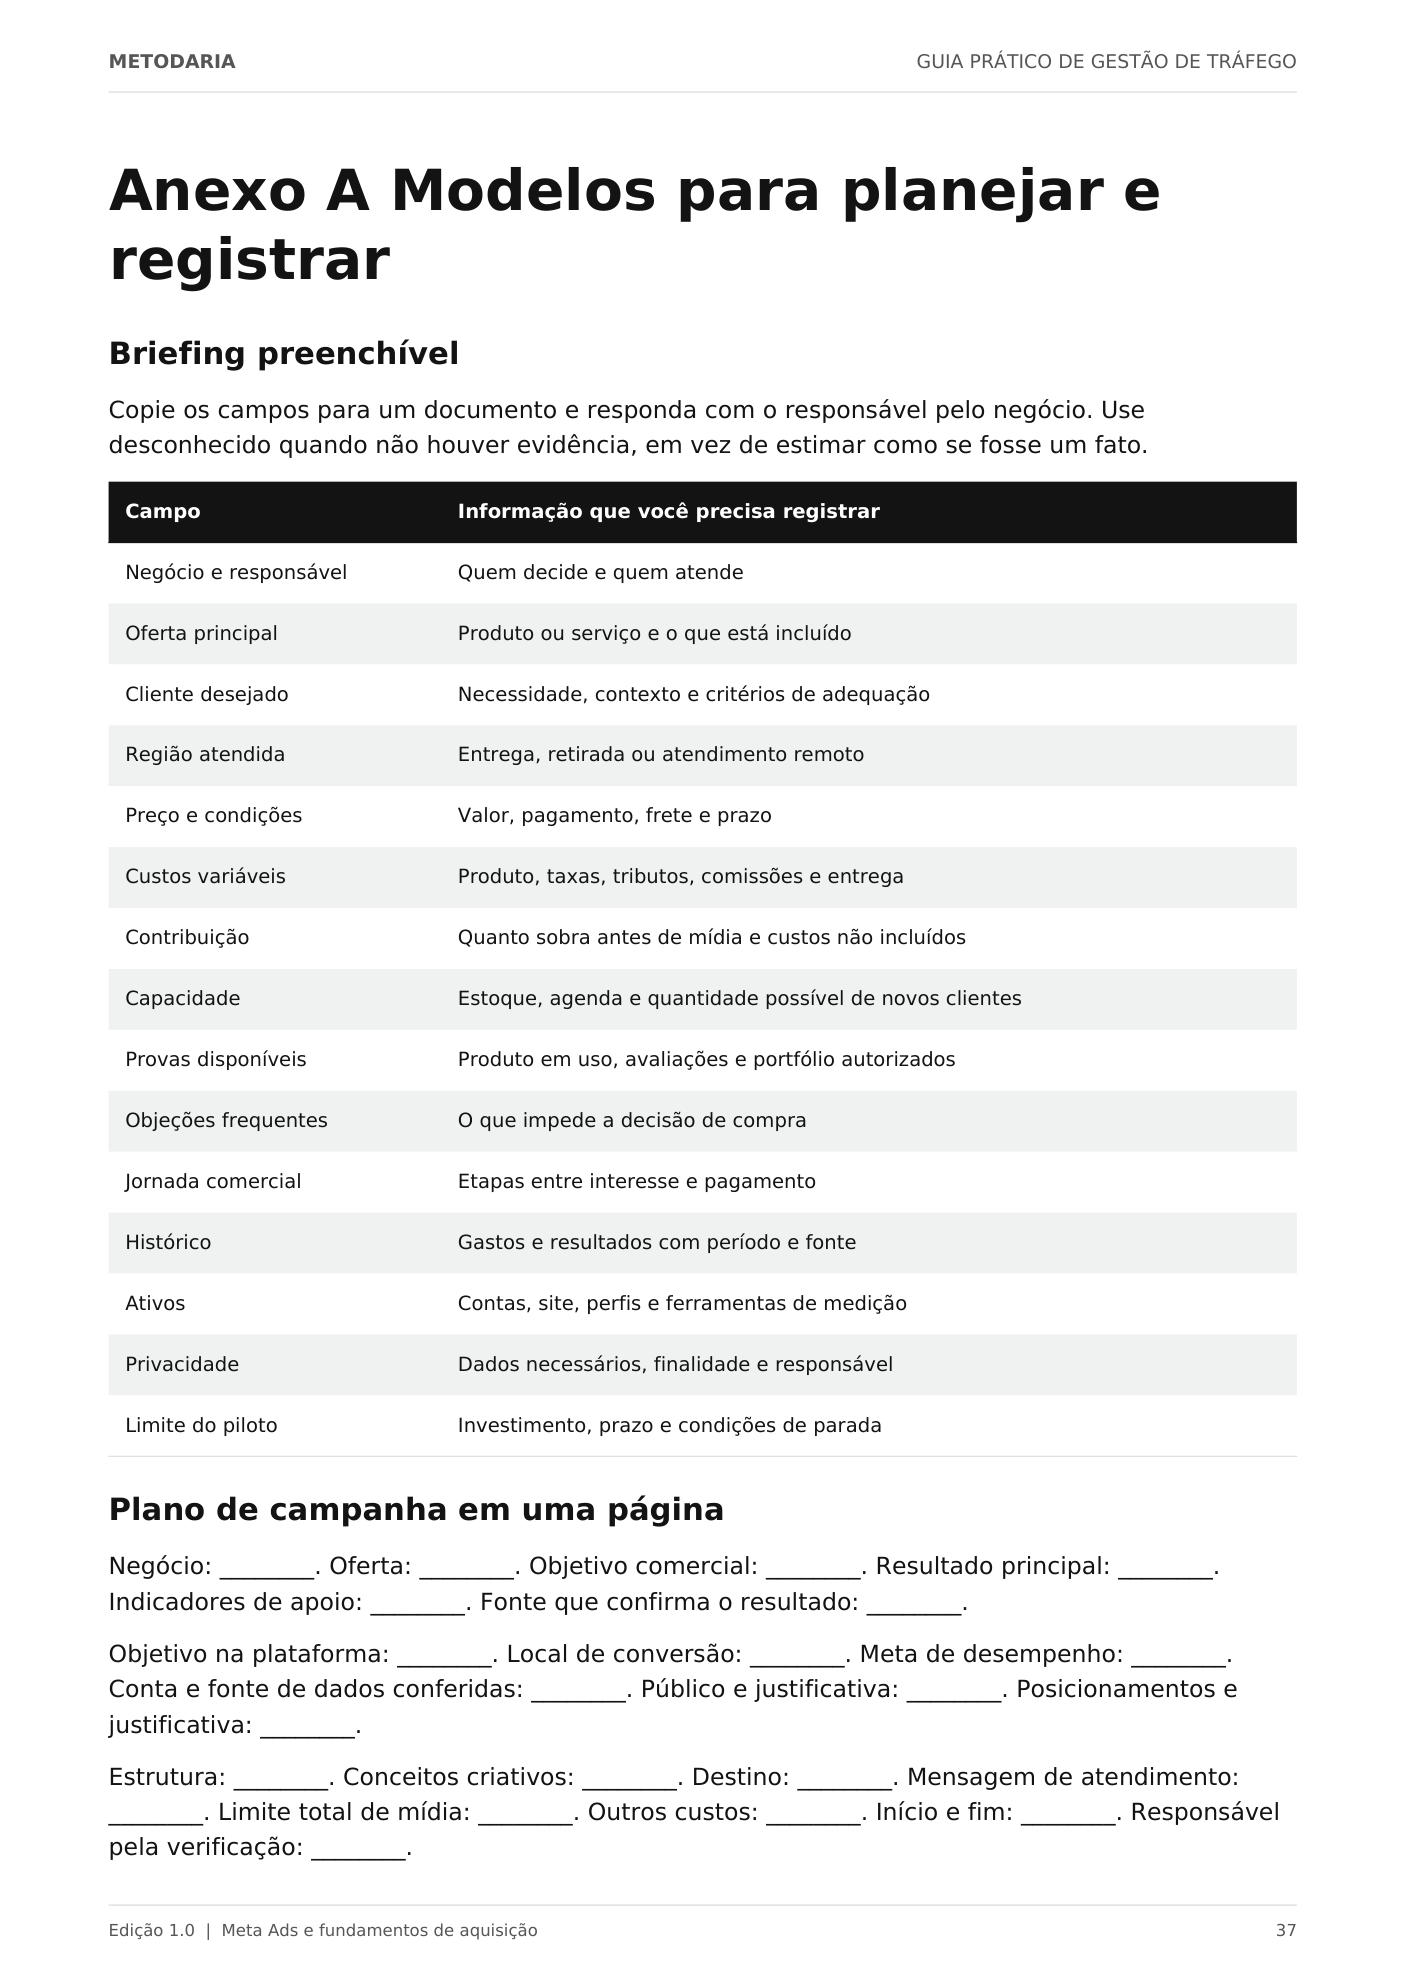 METODARIA
GUIA PRÁTICO DE GESTÃO DE TRÁFEGO
Anexo A Modelos para planejar e
registrar
Briefing preenchível
Copie os campos para um documento e responda com o responsável pelo negócio. Use
desconhecido quando não houver evidência, em vez de estimar como se fosse um fato.
Campo Informação que você precisa registrar
Negócio e responsável Quem decide e quem atende
Oferta principal Produto ou serviço e o que está incluído
Cliente desejado Necessidade, contexto e critérios de adequação
Região atendida Entrega, retirada ou atendimento remoto
Preço e condições Valor, pagamento, frete e prazo
Custos variáveis Produto, taxas, tributos, comissões e entrega
Contribuição Quanto sobra antes de mídia e custos não incluídos
Capacidade Estoque, agenda e quantidade possível de novos clientes
Provas disponíveis Produto em uso, avaliações e portfólio autorizados
Objeções frequentes O que impede a decisão de compra
Jornada comercial Etapas entre interesse e pagamento
Histórico Gastos e resultados com período e fonte
Ativos Contas, site, perfis e ferramentas de medição
Privacidade Dados necessários, finalidade e responsável
Limite do piloto Investimento, prazo e condições de parada
Plano de campanha em uma página
Negócio: ________. Oferta: ________. Objetivo comercial: ________. Resultado principal: ________.
Indicadores de apoio: ________. Fonte que confirma o resultado: ________.
Objetivo na plataforma: ________. Local de conversão: ________. Meta de desempenho: ________.
Conta e fonte de dados conferidas: ________. Público e justificativa: ________. Posicionamentos e
justificativa: ________.
Estrutura: ________. Conceitos criativos: ________. Destino: ________. Mensagem de atendimento:
________. Limite total de mídia: ________. Outros custos: ________. Início e fim: ________. Responsável
pela verificação: ________.
Edição 1.0 | Meta Ads e fundamentos de aquisição
37